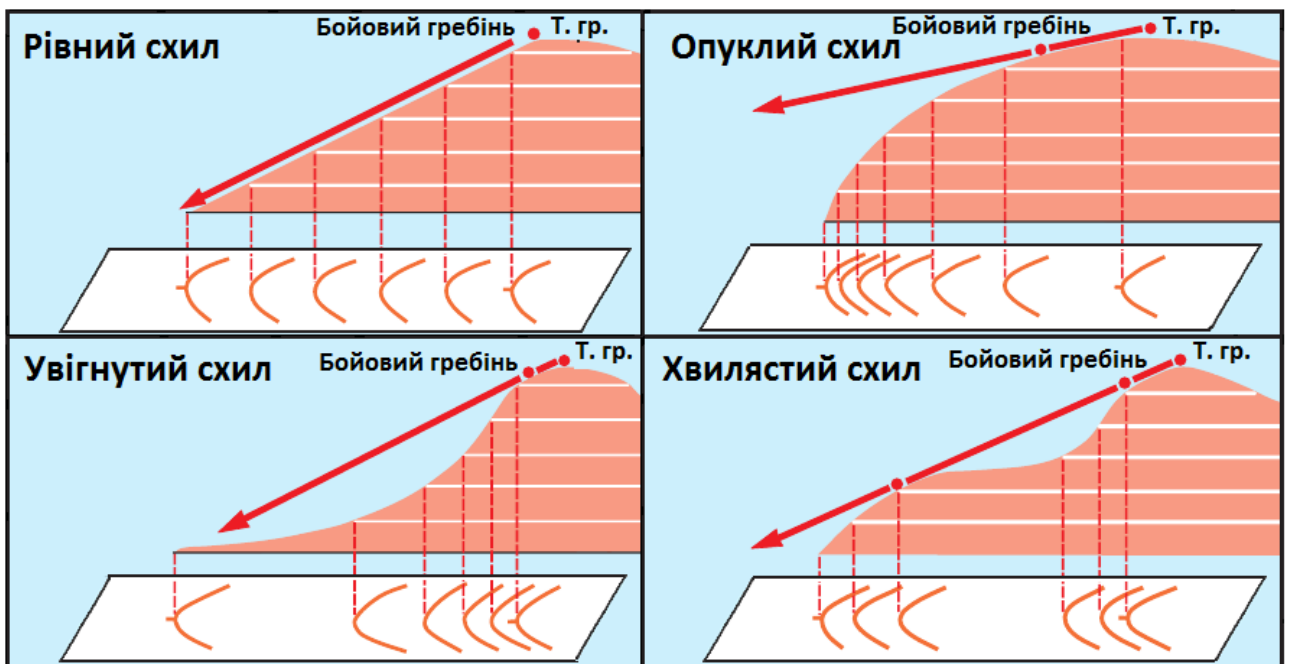 Рівний схил
Бойовий гребінь
Т. гр.
Опуклий схил
Бойовий гребінь
Т. гр.
Увігнутий схил
Бойовий гребінь
Т. гр.
Хвилястий схил
Бойовий гребінь
Т. гр.